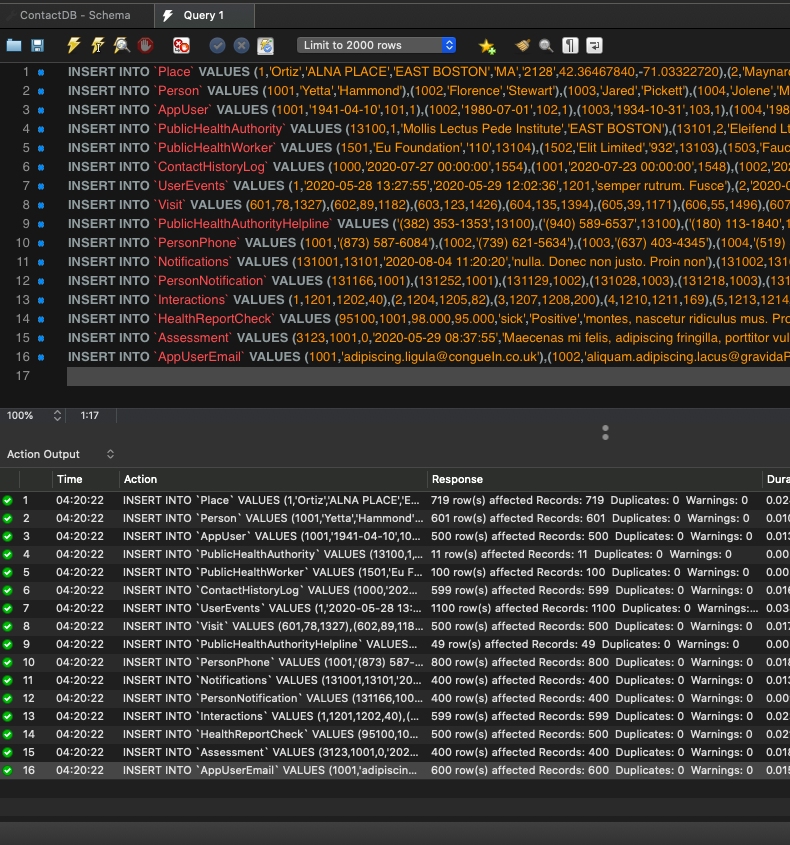 ContactDB - Schema
Query 1
Limit to 2000 rows
1 INSERT INTO `Place` VALUES (1,'Ortiz','ALNA PLACE','EAST BOSTON','MA','2128',42.36467840,-71.03322720),(2,'Maynard
2 INSERT INTO `Person` VALUES (1001,'Yetta','Hammond'),(1002,'Florence','Stewart'),(1003,'Jared','Pickett'),(1004,'Jolene','M
3 INSERT INTO `AppUser` VALUES (1001,'1941-04-10',101,1),(1002,'1980-07-01',102,1),(1003,'1934-10-31',103,1),(1004,'198
4 INSERT INTO `PublicHealthAuthority` VALUES (13100,1,'Mollis Lectus Pede Institute','EAST BOSTON'),(13101,2,'Eleifend Lt
5 INSERT INTO `PublicHealthWorker` VALUES (1501,'Eu Foundation','110',13104),(1502,'Elit Limited','932',13103),(1503,'Fauc
6 INSERT INTO `ContactHistoryLog` VALUES (1000,'2020-07-27 00:00:00',1554),(1001,'2020-07-23 00:00:00',1548),(1002,'202
7 INSERT INTO `UserEvents` VALUES (1,'2020-05-28 13:27:55','2020-05-29 12:02:36',1201,'semper rutrum. Fusce'),(2,'2020-0
8 INSERT INTO `Visit` VALUES (601,78,1327),(602,89,1182),(603,123,1426),(604,135,1394),(605,39,1171),(606,55,1496),(607
9 INSERT INTO `PublicHealthAuthorityHelpline` VALUES ('(382) 353-1353',13100),('(940) 589-6537',13100),('(180) 113-1840',1
10 INSERT INTO `PersonPhone` VALUES (1001,'(873) 587-6084'),(1002,'(739) 621-5634'),(1003,'(637) 403-4345'),(1004,'(519)
11 INSERT INTO `Notifications` VALUES (131001,13101,'2020-08-04 11:20:20','nulla. Donec non justo. Proin non'),(131002,1310
12 INSERT INTO `PersonNotification` VALUES (131166,1001),(131252,1001),(131129,1002),(131028,1003),(131218,1003),(131
13 INSERT INTO `Interactions` VALUES (1,1201,1202,40),(2,1204,1205,82),(3,1207,1208,200),(4,1210,1211,169),(5,1213,1214
14 INSERT INTO `HealthReportCheck` VALUES (95100,1001,98.000,95.000,'sick','Positive','montes, nascetur ridiculus mus. Pro
15 INSERT INTO `Assessment` VALUES (3123,1001,0,'2020-05-29 08:37:55','Maecenas mi felis, adipiscing fringilla, porttitor vul
16 INSERT INTO `AppUserEmail` VALUES (1001,'adipiscing.ligula@congueIn.co.uk'),(1002,'aliquam.adipiscing.lacus@gravidaP
17
100% 1:17
Action Output
Time Action Response Dura
1 04:20:22 INSERT INTO `Place` VALUES (1,'Ortiz','ALNA PLACE','E... 719 row(s) affected Records: 719 Duplicates: 0 Warnings: 0 0.02
2 04:20:22 INSERT INTO `Person` VALUES (1001,'Yetta','Hammond'... 601 row(s) affected Records: 601 Duplicates: 0 Warnings: 0 0.010
3 04:20:22 INSERT INTO `AppUser` VALUES (1001,'1941-04-10',10... 500 row(s) affected Records: 500 Duplicates: 0 Warnings: 0 0.013
4 04:20:22 INSERT INTO `PublicHealthAuthority` VALUES (13100,1,... 11 row(s) affected Records: 11 Duplicates: 0 Warnings: 0 0.00
5 04:20:22 INSERT INTO `PublicHealthWorker` VALUES (1501,'Eu F... 100 row(s) affected Records: 100 Duplicates: 0 Warnings: 0 0.00
6 04:20:22 INSERT INTO `ContactHistoryLog` VALUES (1000,'202... 599 row(s) affected Records: 599 Duplicates: 0 Warnings: 0 0.016
7 04:20:22 INSERT INTO `UserEvents` VALUES (1,'2020-05-28 13:... 1100 row(s) affected Records: 1100 Duplicates: 0 Warnings:... 0.03
8 04:20:22 INSERT INTO `Visit` VALUES (601,78,1327),(602,89,118... 500 row(s) affected Records: 500 Duplicates: 0 Warnings: 0 0.017
9 04:20:22 INSERT INTO `PublicHealthAuthorityHelpline` VALUES... 49 row(s) affected Records: 49 Duplicates: 0 Warnings: 0 0.00
10 04:20:22 INSERT INTO `PersonPhone` VALUES (1001,'(873) 587-... 800 row(s) affected Records: 800 Duplicates: 0 Warnings: 0 0.018
11 04:20:22 INSERT INTO `Notifications` VALUES (131001,13101,'20... 400 row(s) affected Records: 400 Duplicates: 0 Warnings: 0 0.013
12 04:20:22 INSERT INTO `PersonNotification` VALUES (131166,100... 400 row(s) affected Records: 400 Duplicates: 0 Warnings: 0 0.00
13 04:20:22 INSERT INTO `Interactions` VALUES (1,1201,1202,40),(... 599 row(s) affected Records: 599 Duplicates: 0 Warnings: 0 0.02
14 04:20:22 INSERT INTO `HealthReportCheck` VALUES (95100,10... 500 row(s) affected Records: 500 Duplicates: 0 Warnings: 0 0.02
15 04:20:22 INSERT INTO `Assessment` VALUES (3123,1001,0,'202... 400 row(s) affected Records: 400 Duplicates: 0 Warnings: 0 0.018
16 04:20:22 INSERT INTO `AppUserEmail` VALUES (1001,'adipiscin... 600 row(s) affected Records: 600 Duplicates: 0 Warnings: 0 0.015